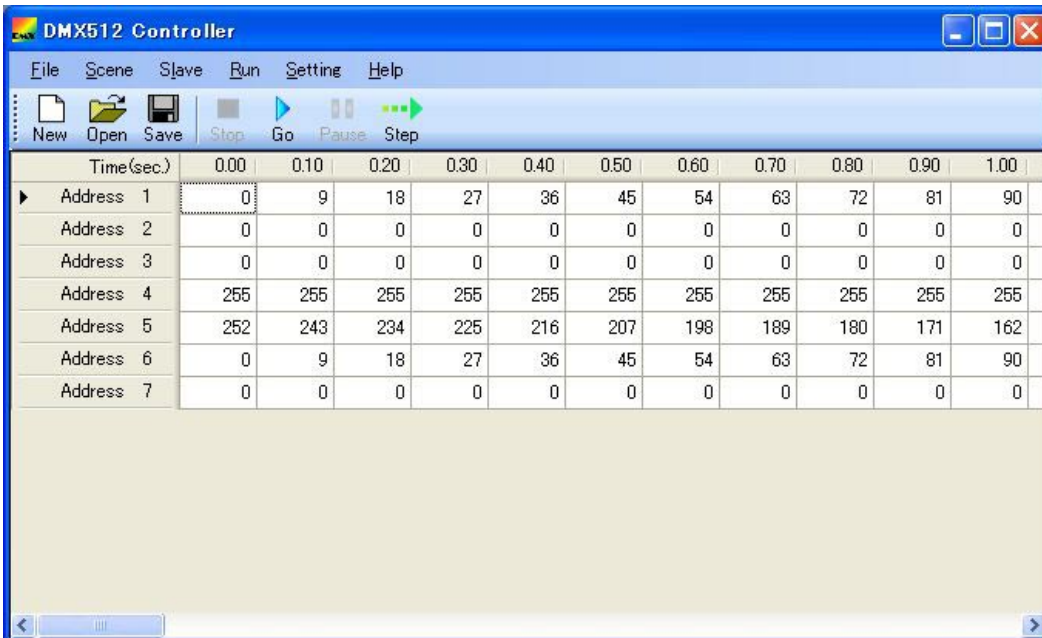 DMX512 Controller
File Scene Slave Run Setting Help
New Open Save Stop Go Pause Step
Time(sec.) 0.00 0.10 0.20 0.30 0.40 0.50 0.60 0.70 0.80 0.90 1.00
Address 1 0 9 18 27 36 45 54 63 72 81 90
Address 2 0 0 0 0 0 0 0 0 0 0 0
Address 3 0 0 0 0 0 0 0 0 0 0 0
Address 4 255 255 255 255 255 255 255 255 255 255 255
Address 5 252 243 234 225 216 207 198 189 180 171 162
Address 6 0 9 18 27 36 45 54 63 72 81 90
Address 7 0 0 0 0 0 0 0 0 0 0 0